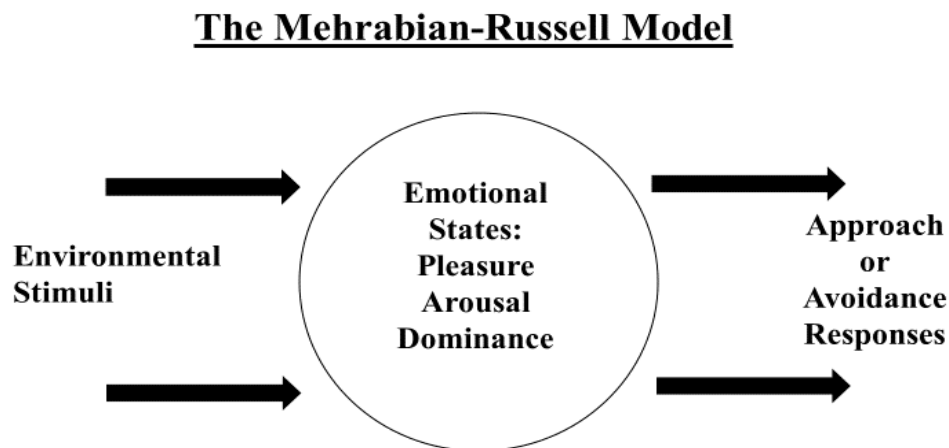 The Mehrabian-Russell Model
Environmental
Stimuli
Emotional
States:
Pleasure
Arousal
Dominance
Approach
or
Avoidance
Responses